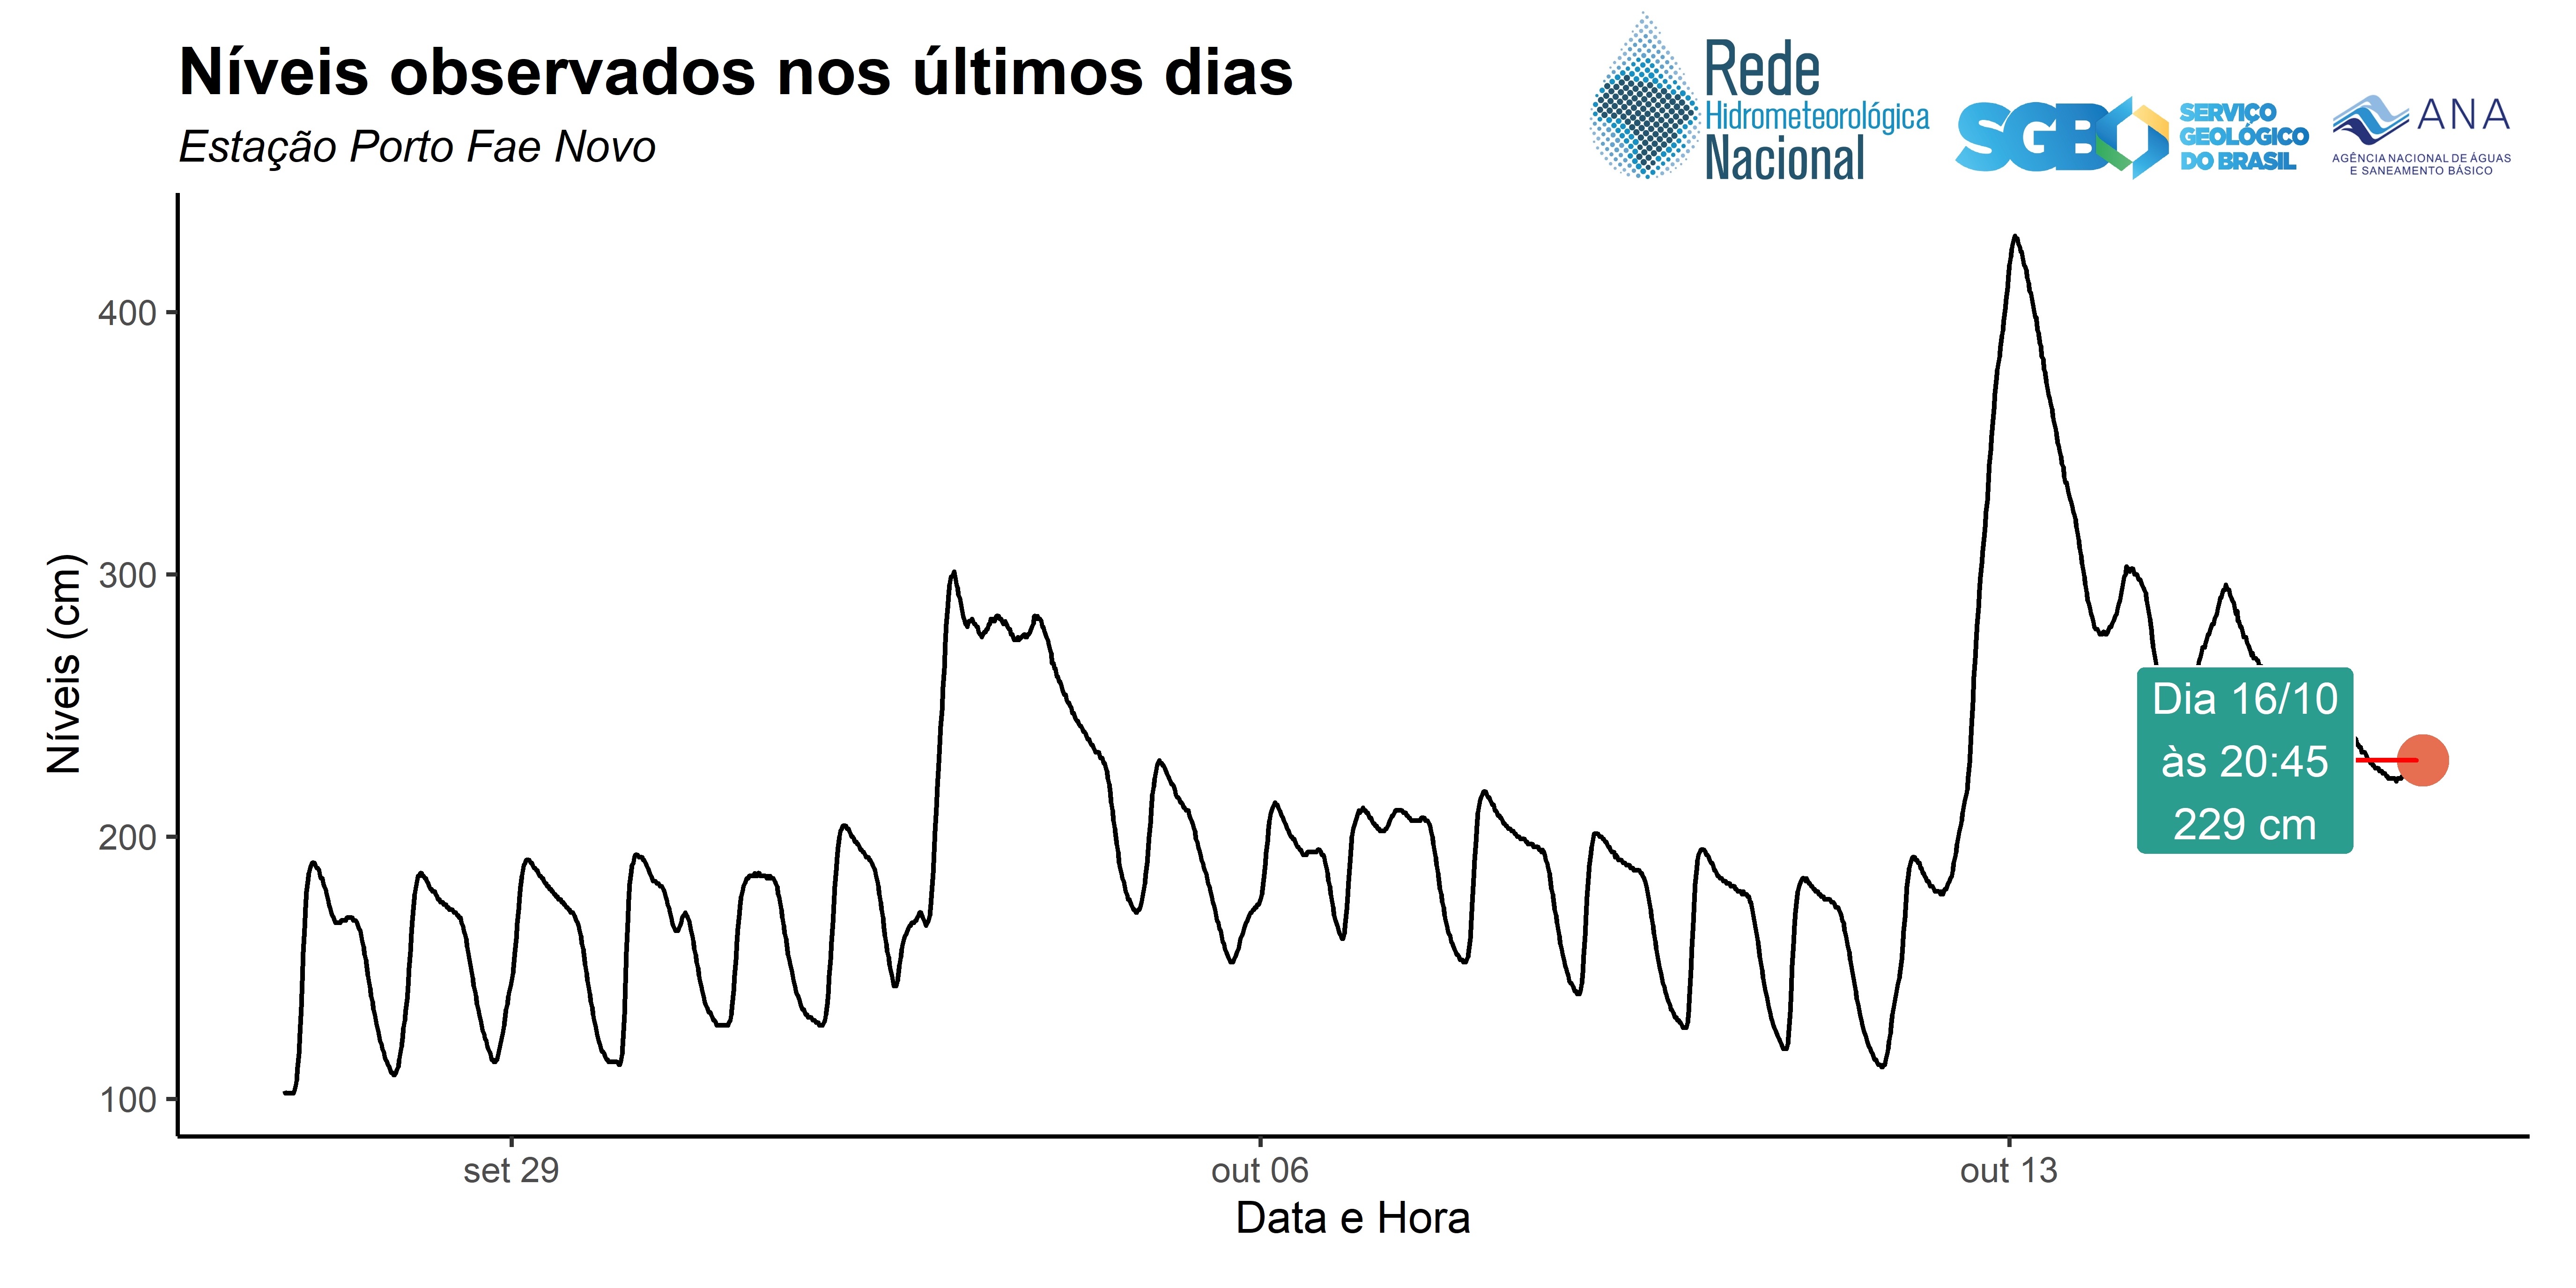 Níveis observados nos últimos dias
Estação Porto Fae Novo
Rede
Hidrometeorológica
Nacional
SGB
SERVIÇO
GEOLÓGICO
DO BRASIL
ANA
AGÊNCIA NACIONAL DE ÁGUAS
E SANEAMENTO BÁSICO
Níveis (cm)
400
300
200
100
Dia 16/10
às 20:45
229 cm
set 29
out 06
out 13
Data e Hora